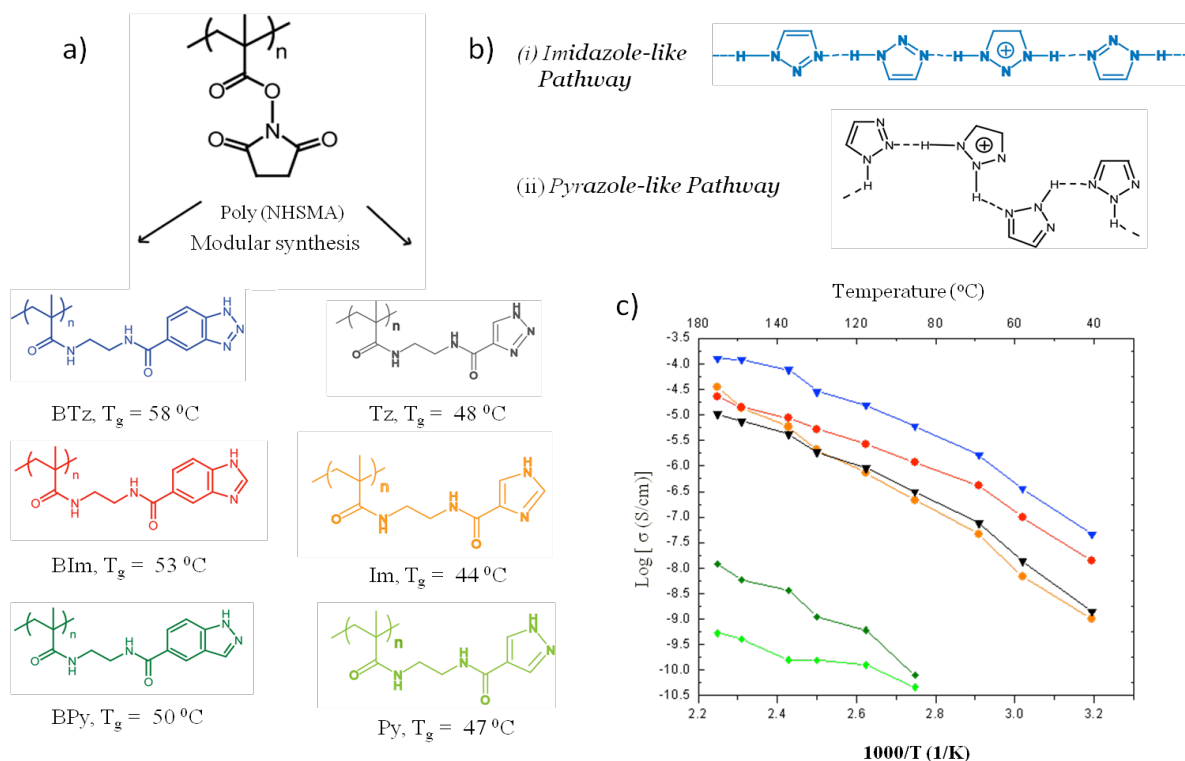 a)
n
O
O
N
O
O
Poly (NHSMA)
Modular synthesis
b)
(i) Imidazole-like
Pathway
H N N N H N N N H N N N H N N N H
(ii) Pyrazole-like Pathway
N N N H H N N N H N N N H N N N H
n
O
N
H
H
N
O
H
N
N
N
BTz, Tg = 58 ⁰C
n
O
N
H
H
N
O
H
N
N
N
Tz, Tg = 48 ⁰C
n
O
N
H
H
N
O
H
N
N
BIm, Tg = 53 ⁰C
n
O
N
H
H
N
O
H
N
N
Im, Tg = 44 ⁰C
n
O
N
H
H
N
O
H
N
N
BPy, Tg = 50 ⁰C
n
O
N
H
H
N
O
H
N
N
Py, Tg = 47 ⁰C
c)
Temperature (⁰C)
180 160 140 120 100 80 60 40
-3.5
-4.0
-4.5
-5.0
-5.5
-6.0
-6.5
-7.0
-7.5
-8.0
-8.5
-9.0
-9.5
-10.0
-10.5
Log [ σ (S/cm)]
2.2 2.4 2.6 2.8 3.0 3.2
1000/T (1/K)